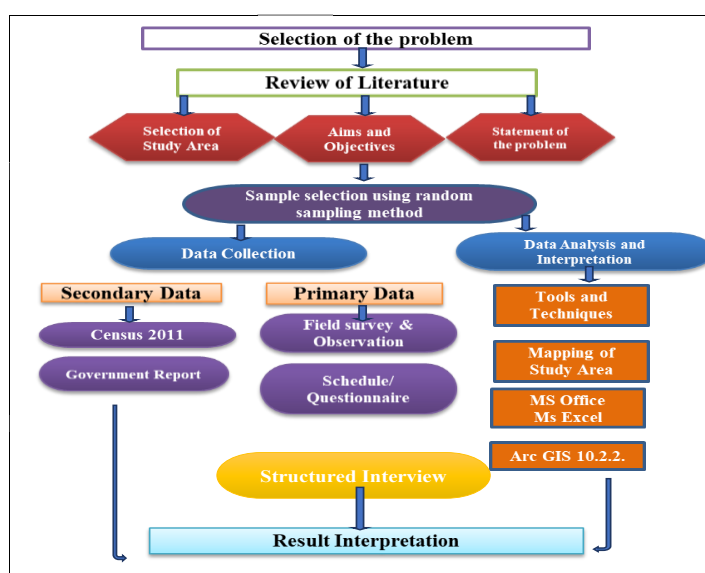 Selection of the problem
Review of Literature
Selection of
Study Area
Aims and
Objectives
Statement of
the problem
Sample selection using random
sampling method
Data Collection
Data Analysis and
Interpretation
Secondary Data
Primary Data
Tools and
Techniques
Census 2011
Field survey &
Observation
Government Report
Schedule/
Questionnaire
Mapping of
Study Area
MS Office
Ms Excel
Arc GIS 10.2.2.
Structured Interview
Result Interpretation